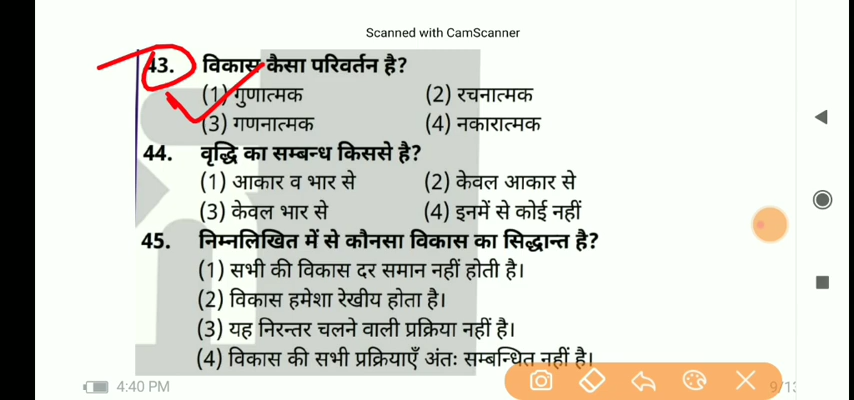 Scanned with CamScanner
43. विकास कैसा परिवर्तन है?
(1) गुणात्मक (2) रचनात्मक
(3) गणनात्मक (4) नकारात्मक
44. वृद्धि का सम्बन्ध किससे है?
(1) आकार व भार से (2) केवल आकार से
(3) केवल भार से (4) इनमें से कोई नहीं
45. निम्नलिखित में से कौनसा विकास का सिद्धान्त है?
(1) सभी की विकास दर समान नहीं होती है।
(2) विकास हमेशा रेखीय होता है।
(3) यह निरन्तर चलने वाली प्रक्रिया नहीं है।
(4) विकास की सभी प्रक्रियाएँ अंतः सम्बन्धित नहीं है।
4:40 PM 9/13